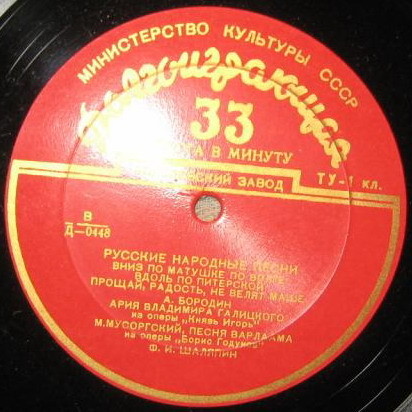 МИНИСТЕРСТВО КУЛЬТУРЫ СССР
Долгоиграющая
33
В МИНУТУ
ЗАВОД
ТУ-1 кл.
В
Д-0448
РУССКИЕ НАРОДНЫЕ ПЕСНИ
ВНИЗ ПО МАТУШКЕ ПО ВОЛГЕ
ВДОЛЬ ПО ПИТЕРСКОЙ
ПРОЩАЙ, РАДОСТЬ, НЕ ВЕЛЯТ МАШЕ
А. БОРОДИН
АРИЯ ВЛАДИМИРА ГАЛИЦКОГО
из оперы „Князь Игорь"
М.МУСОРГСКИЙ, ПЕСНЯ ВАРЛААМА
из оперы „Борис Годунов"
Ф. И. ШАЛЯПИН